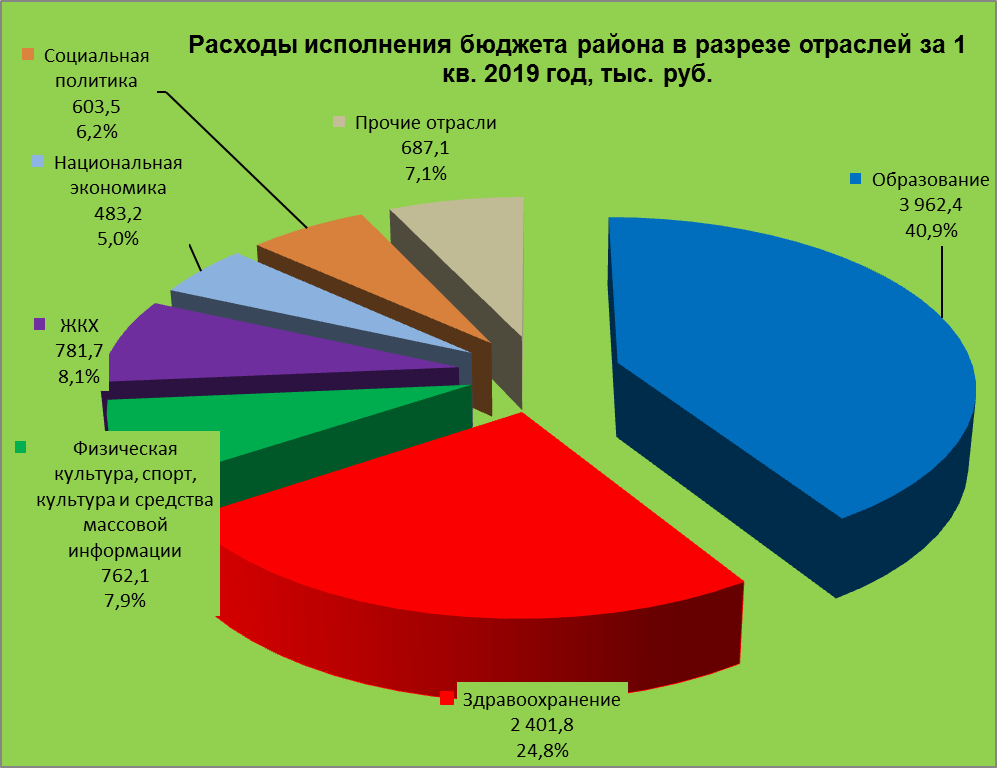 Расходы исполнения бюджета района в разрезе отраслей за 1
кв. 2019 год, тыс. руб.
Социальная
политика
603,5
6,2%
Прочие отрасли
687,1
7,1%
Национальная
экономика
483,2
5,0%
Образование
3 962,4
40,9%
ЖКХ
781,7
8,1%
Физическая
культура, спорт,
культура и средства
массовой
информации
762,1
7,9%
Здравоохранение
2 401,8
24,8%